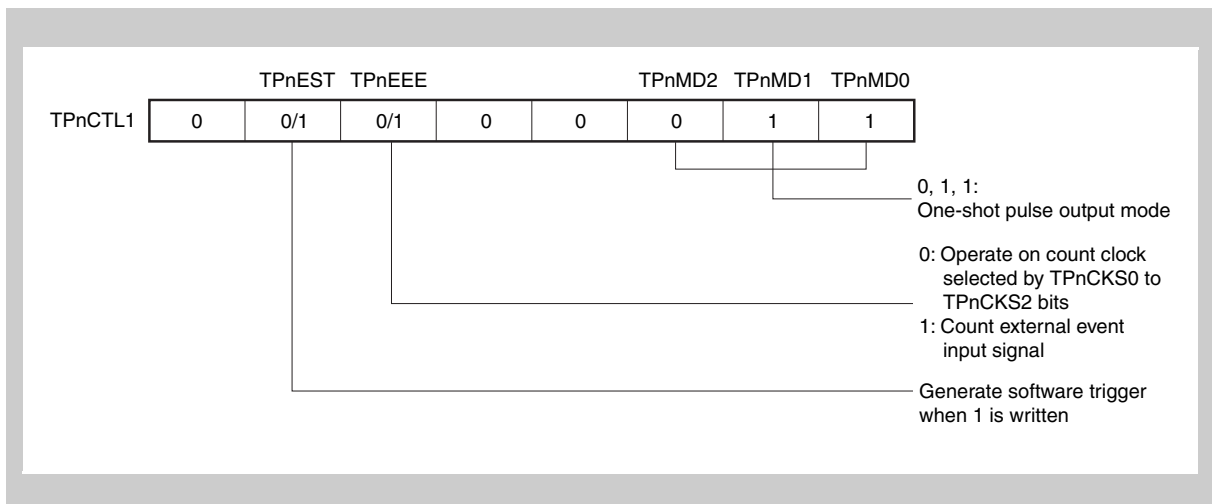 TPnEST TPnEEE TPnMD2 TPnMD1 TPnMD0
TPnCTL1 0 0/1 0/1 0 0 0 1 1
0, 1, 1:
One-shot pulse output mode
0: Operate on count clock
selected by TPnCKS0 to
TPnCKS2 bits
1: Count external event
input signal
Generate software trigger
when 1 is written